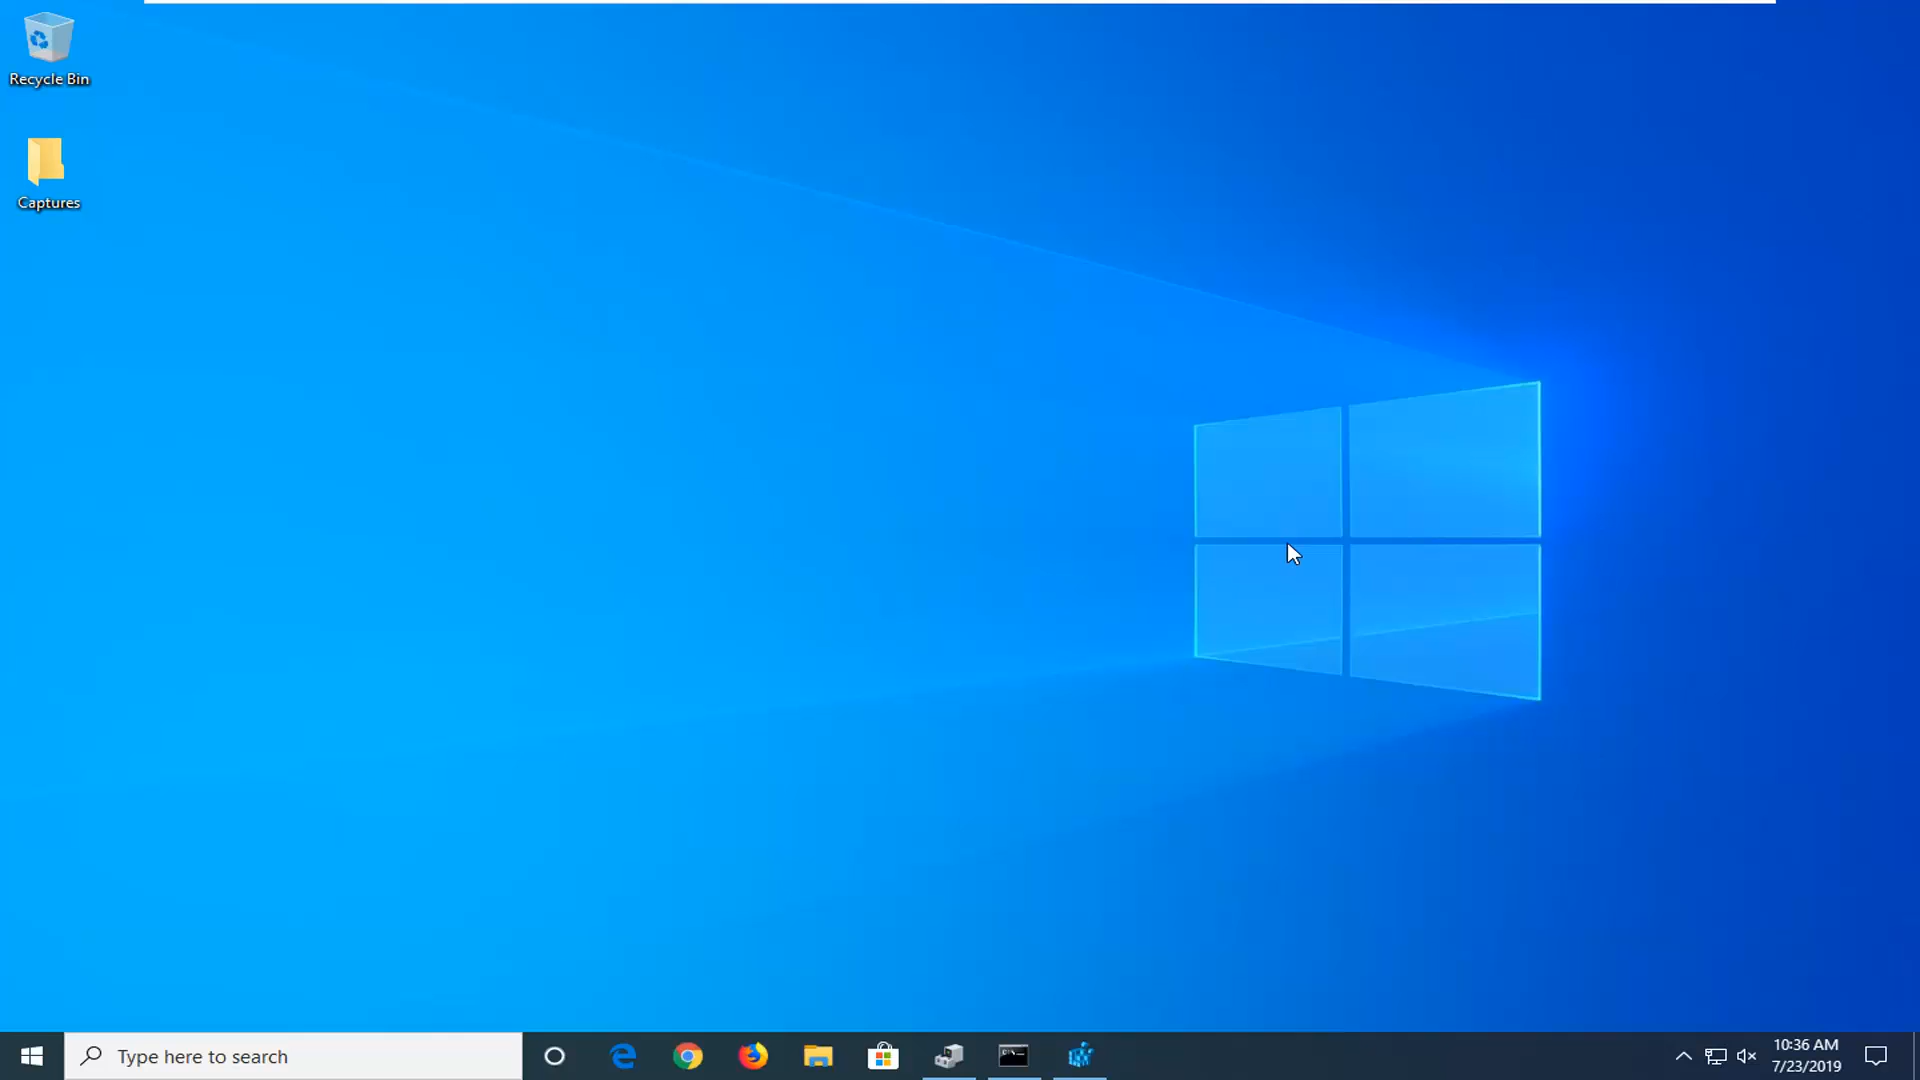 Recycle Bin
Captures
Type here to search
10:36 AM
7/23/2019